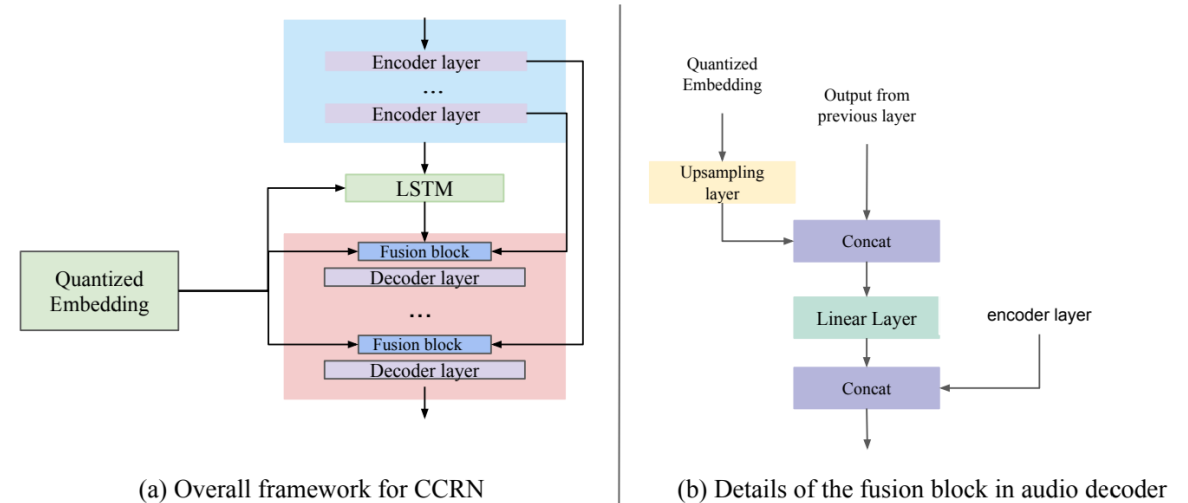 Encoder layer
...
Encoder layer
LSTM
Quantized
Embedding
Fusion block
Decoder layer
...
Fusion block
Decoder layer
(a) Overall framework for CCRN
Quantized
Embedding
Output from
previous layer
Upsampling
layer
Concat
Linear Layer
encoder layer
Concat
(b) Details of the fusion block in audio decoder